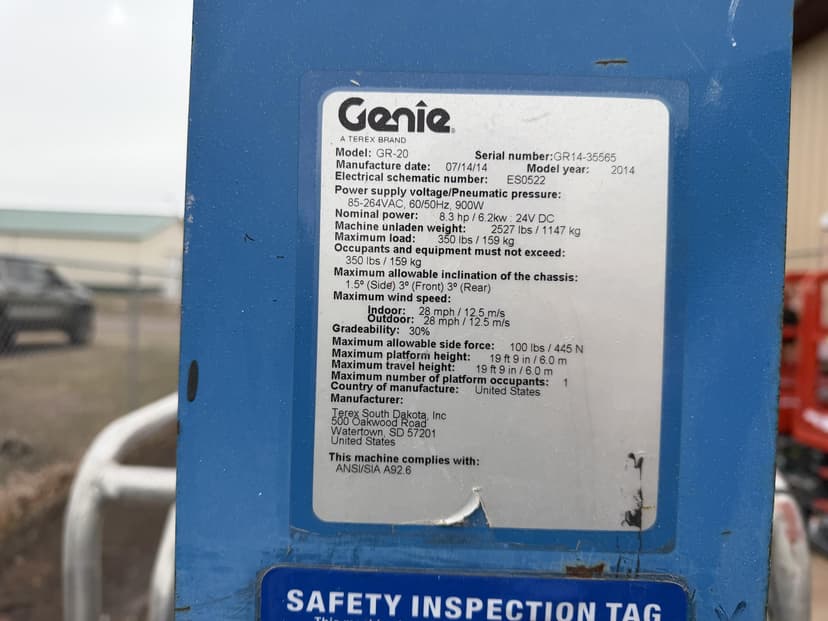 Genie
A TEREX BRAND
Model: GR-20 Serial number:GR14-35565
Manufacture date: 07/14/14 Model year: 2014
Electrical schematic number: ES0522
Power supply voltage/Pneumatic pressure:
85-264VAC, 60/50Hz, 900W
Nominal power: 8.3 hp / 6.2kw : 24V DC
Machine unladen weight: 2527 lbs / 1147 kg
Maximum load: 350 lbs / 159 kg
Occupants and equipment must not exceed:
350 lbs / 159 kg
Maximum allowable inclination of the chassis:
1.5º (Side) 3º (Front) 3º (Rear)
Maximum wind speed:
Indoor: 28 mph / 12.5 m/s
Outdoor: 28 mph / 12.5 m/s
Gradeability: 30%
Maximum allowable side force: 100 lbs / 445 N
Maximum platform height: 19 ft 9 in / 6.0 m
Maximum travel height: 19 ft 9 in / 6.0 m
Maximum number of platform occupants: 1
Country of manufacture: United States
Manufacturer:
Terex South Dakota, Inc
500 Oakwood Road
Watertown, SD 57201
United States
This machine complies with:
ANSI/SIA A92.6
SAFETY INSPECTION TAG